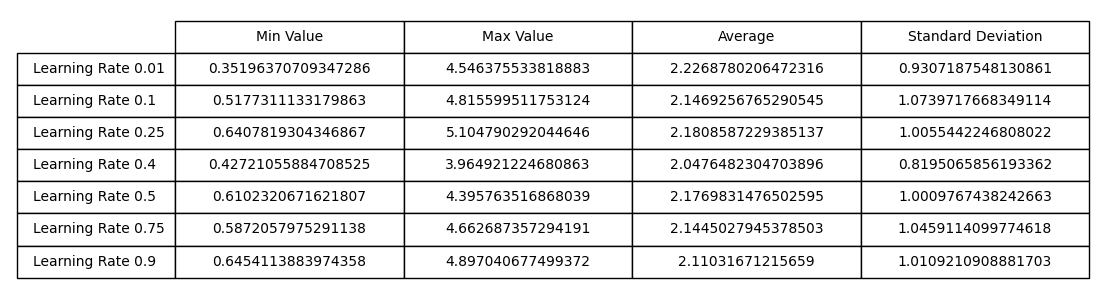 Min Value Max Value Average Standard Deviation
Learning Rate 0.01 0.35196370709347286 4.546375533818883 2.2268780206472316 0.9307187548130861
Learning Rate 0.1 0.5177311133179863 4.815599511753124 2.1469256765290545 1.0739717668349114
Learning Rate 0.25 0.6407819304346867 5.104790292044646 2.1808587229385137 1.0055442246808022
Learning Rate 0.4 0.42721055884708525 3.964921224680863 2.0476482304703896 0.8195065856193362
Learning Rate 0.5 0.6102320671621807 4.395763516868039 2.1769831476502595 1.0009767438242663
Learning Rate 0.75 0.5872057975291138 4.662687357294191 2.1445027945378503 1.0459114099774618
Learning Rate 0.9 0.6454113883974358 4.897040677499372 2.11031671215659 1.0109210908881703